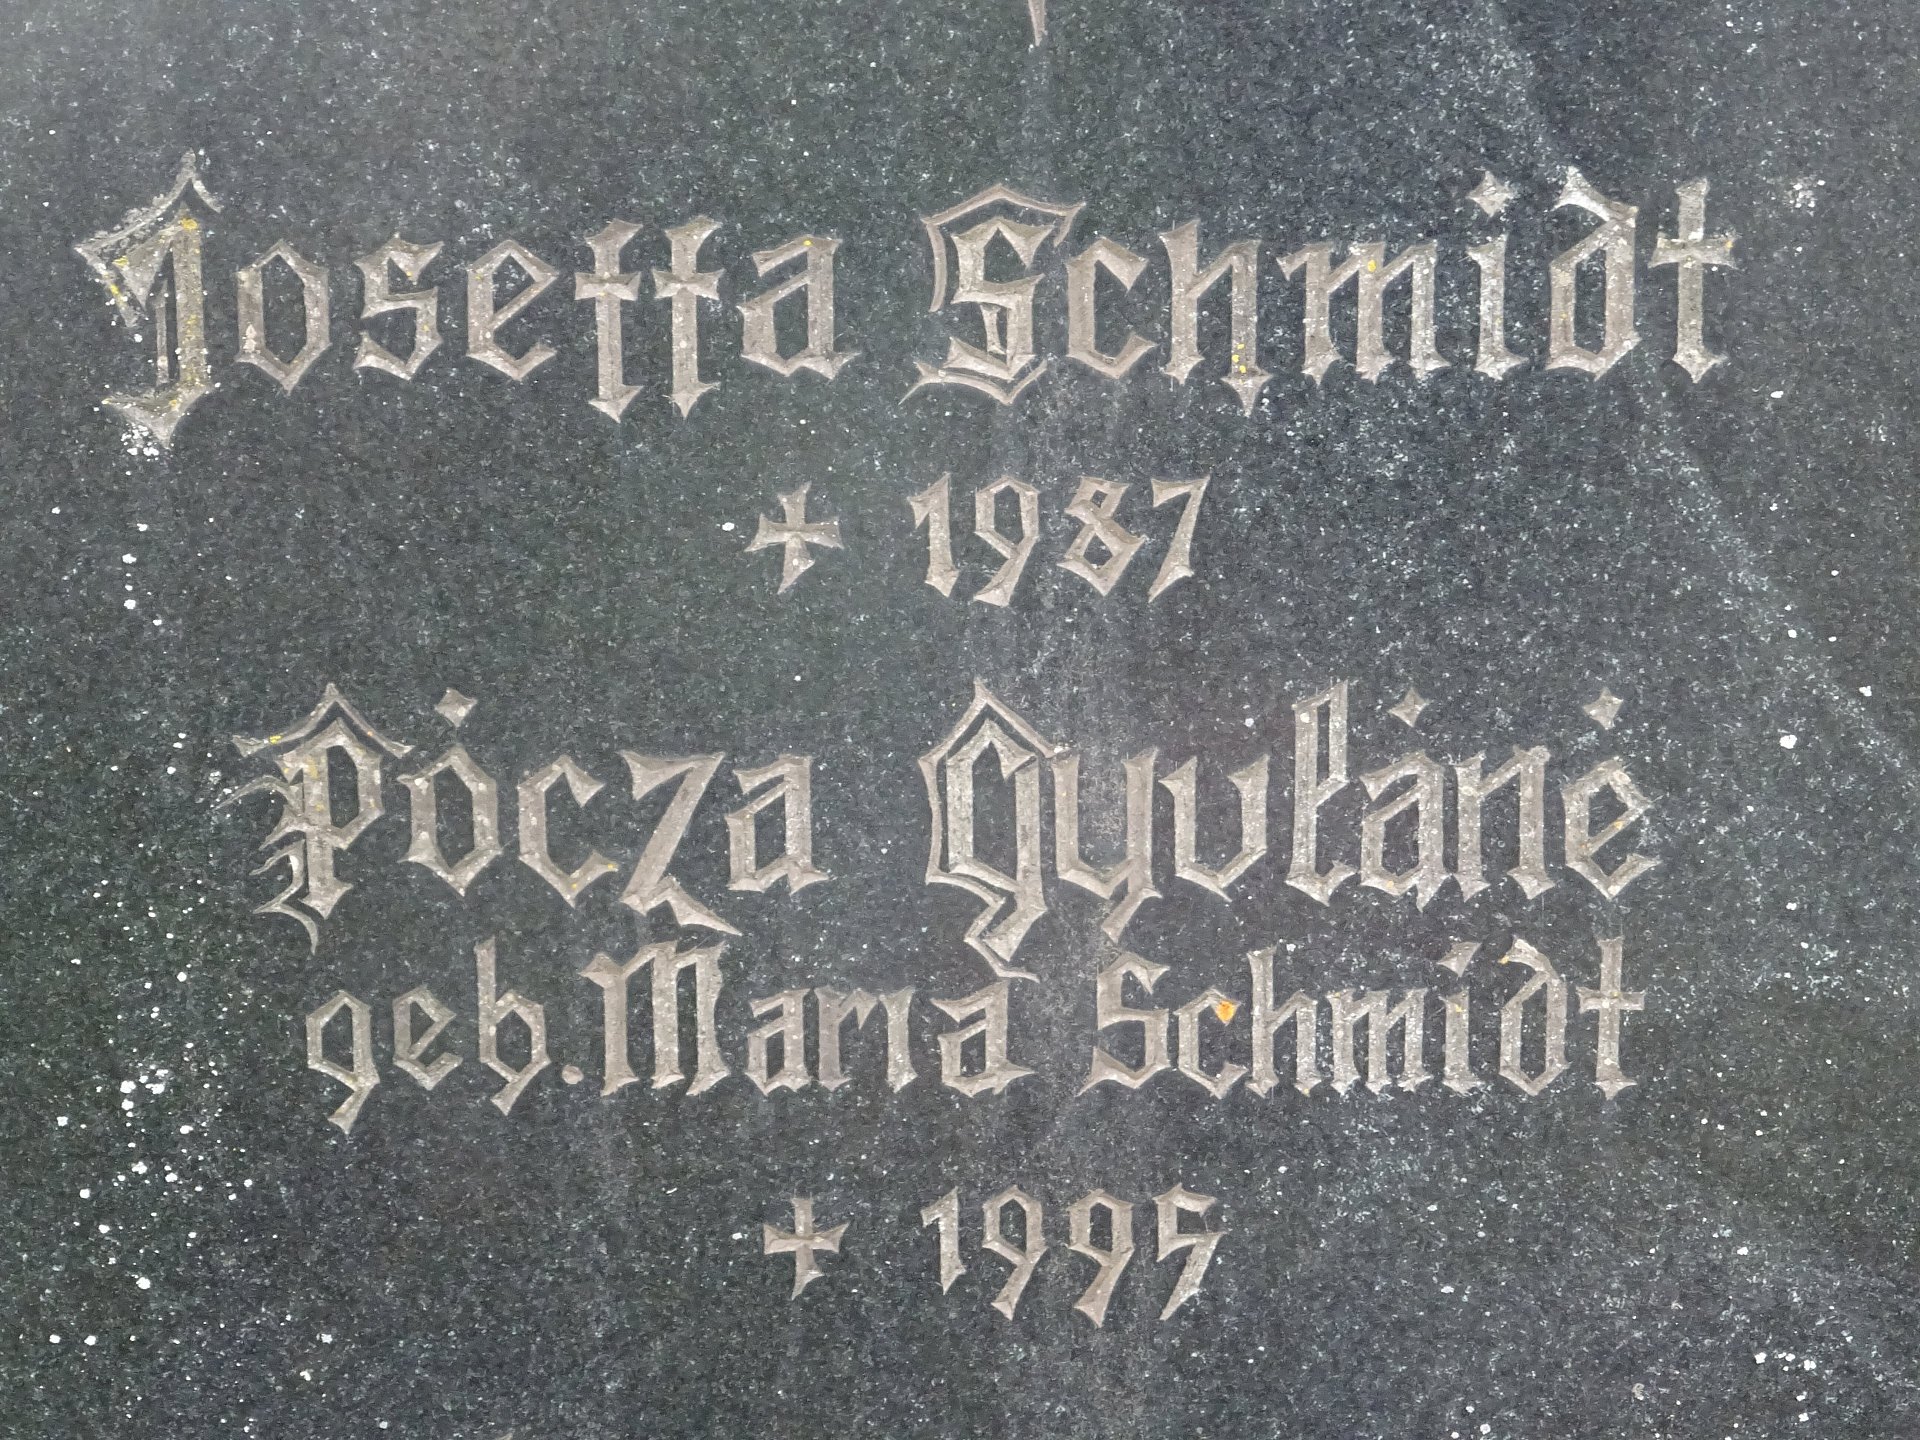 Josetta Schmidt
† 1987
Pócza Gyuláné
geb. Maria Schmidt
† 1995